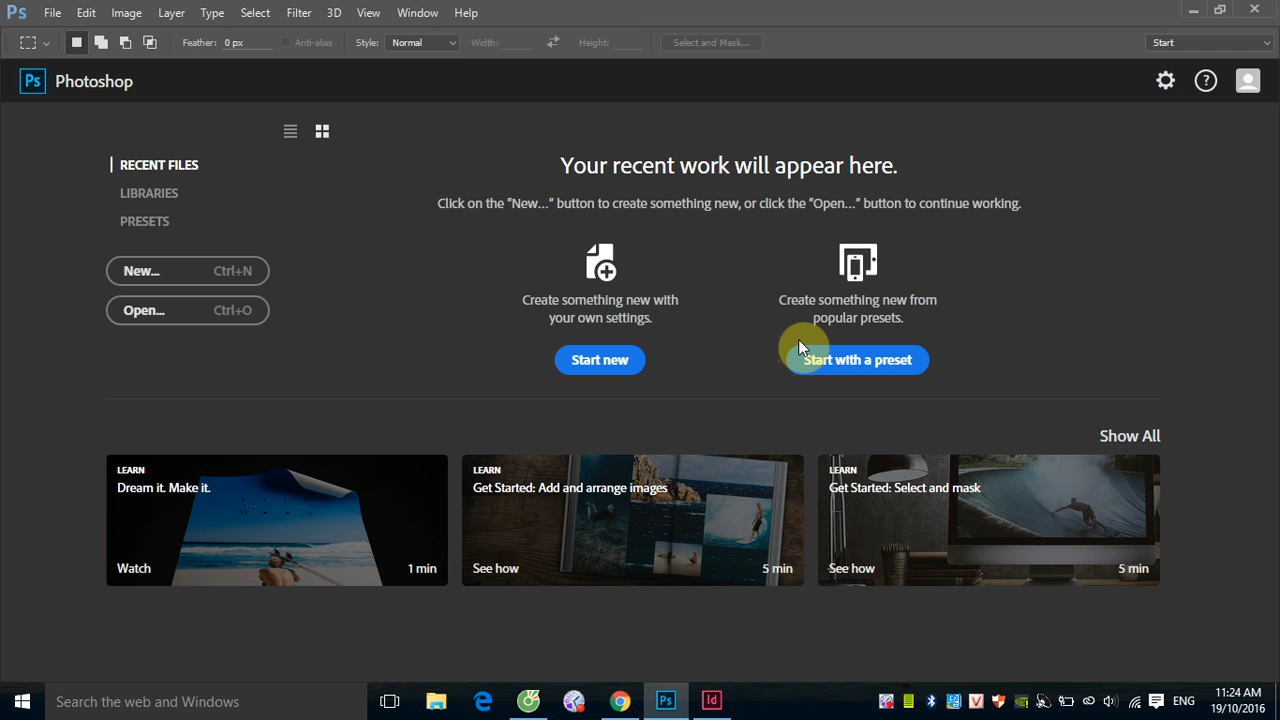 Ps File Edit Image Layer Type Select Filter 3D View Window Help
Feather: 0 px Anti-alias Style: Normal Width: Height: Select and Mask... Start
Ps Photoshop ?
RECENT FILES
LIBRARIES
PRESETS
New... Ctrl+N
Open... Ctrl+O
Your recent work will appear here.
Click on the "New..." button to create something new, or click the "Open..." button to continue working.
Create something new with
your own settings.
Start new
Create something new from
popular presets.
Start with a preset
Show All
LEARN
Dream it. Make it.
Watch 1 min
LEARN
Get Started: Add and arrange images
See how 5 min
LEARN
Get Started: Select and mask
See how 5 min
Search the web and Windows
Ps
Id
V
ENG
11:24 AM
19/10/2016